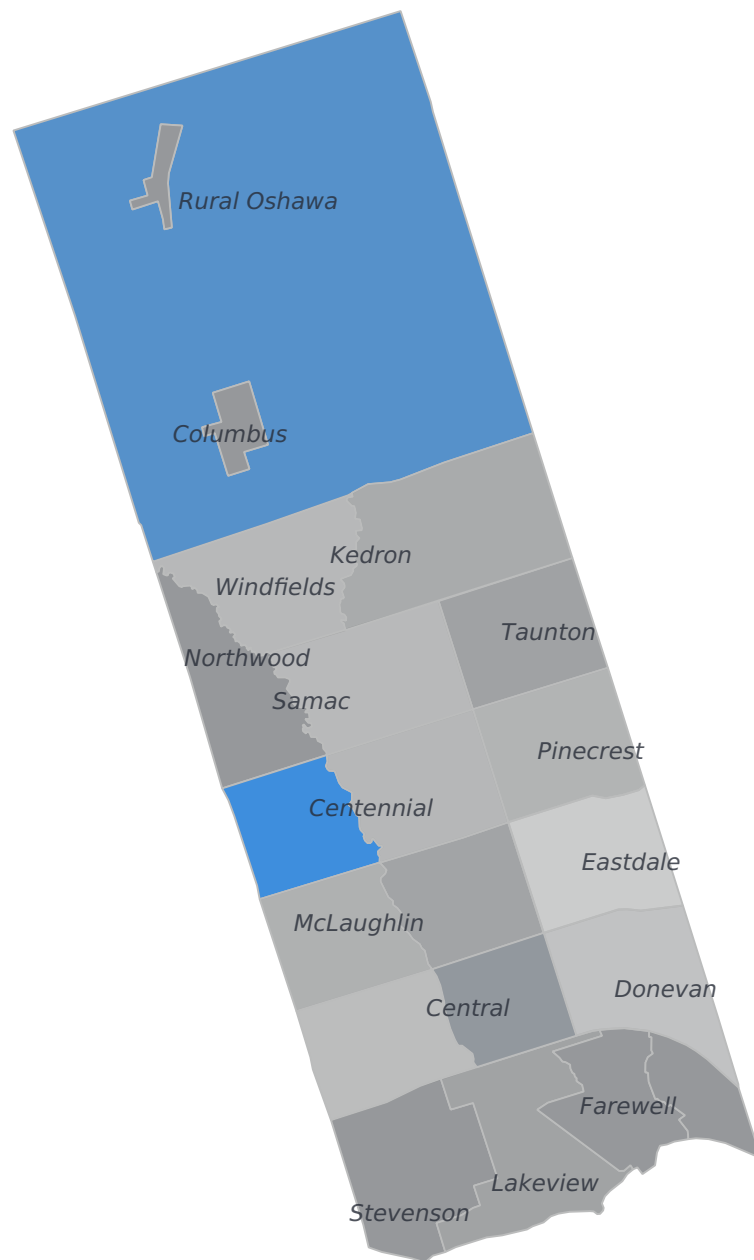 Rural Oshawa
Columbus
Kedron
Windfields
Taunton
Northwood
Samac
Pinecrest
Centennial
Eastdale
McLaughlin
Donevan
Central
Farewell
Lakeview
Stevenson